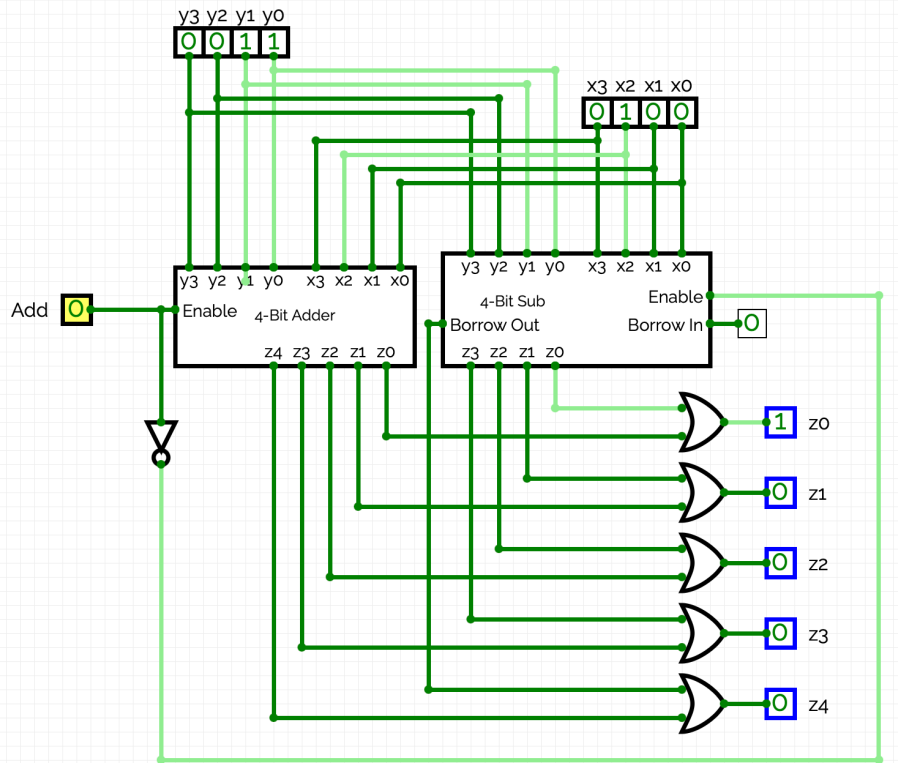 y3 y2 y1 y0
0 0 1 1
x3 x2 x1 x0
0 1 0 0
y3 y2 y1 y0 x3 x2 x1 x0
y3 y2 y1 y0 x3 x2 x1 x0
Add 0
Enable 4-Bit Adder
z4 z3 z2 z1 z0
4-Bit Sub
Enable
Borrow Out Borrow In 0
z3 z2 z1 z0
1 z0
0 z1
0 z2
0 z3
0 z4